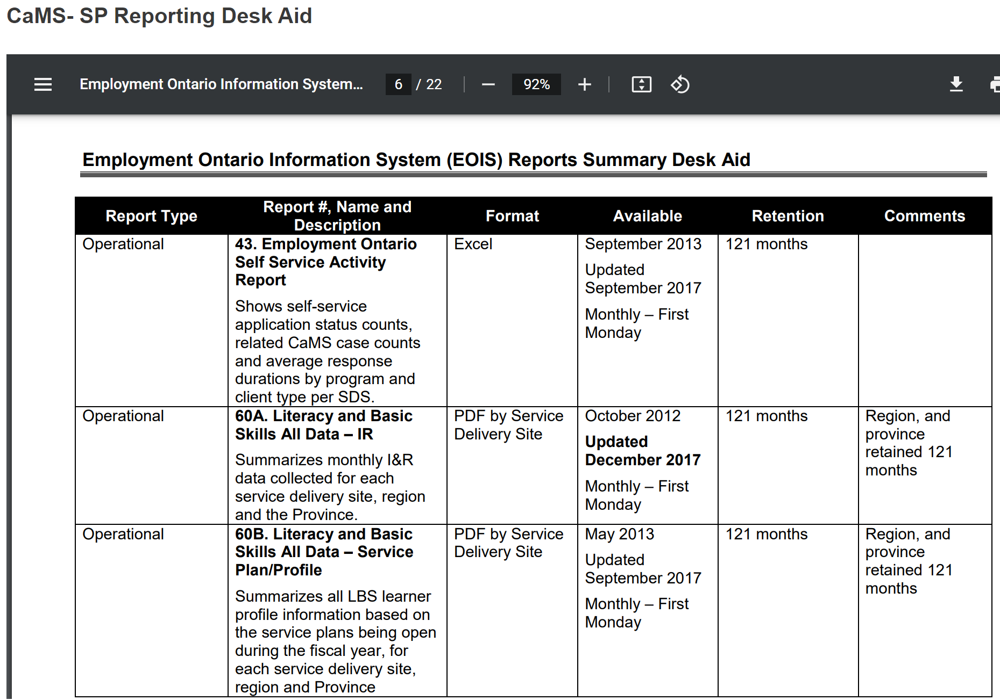 CaMS- SP Reporting Desk Aid
Employment Ontario Information System... 6 / 22 92%
Employment Ontario Information System (EOIS) Reports Summary Desk Aid
Report Type
Report #, Name and
Description
Format
Available
Retention
Comments
Operational
43. Employment Ontario
Self Service Activity
Report
Shows self-service
application status counts,
related CaMS case counts
and average response
durations by program and
client type per SDS.
Excel
September 2013
Updated
September 2017
Monthly – First
Monday
121 months
Operational
60A. Literacy and Basic
Skills All Data – IR
Summarizes monthly I&R
data collected for each
service delivery site, region
and the Province.
PDF by Service
Delivery Site
October 2012
Updated
December 2017
Monthly – First
Monday
121 months
Region, and
province
retained 121
months
Operational
60B. Literacy and Basic
Skills All Data – Service
Plan/Profile
Summarizes all LBS learner
profile information based on
the service plans being open
during the fiscal year, for
each service delivery site,
region and Province
PDF by Service
Delivery Site
May 2013
Updated
September 2017
Monthly – First
Monday
121 months
Region, and
province
retained 121
months